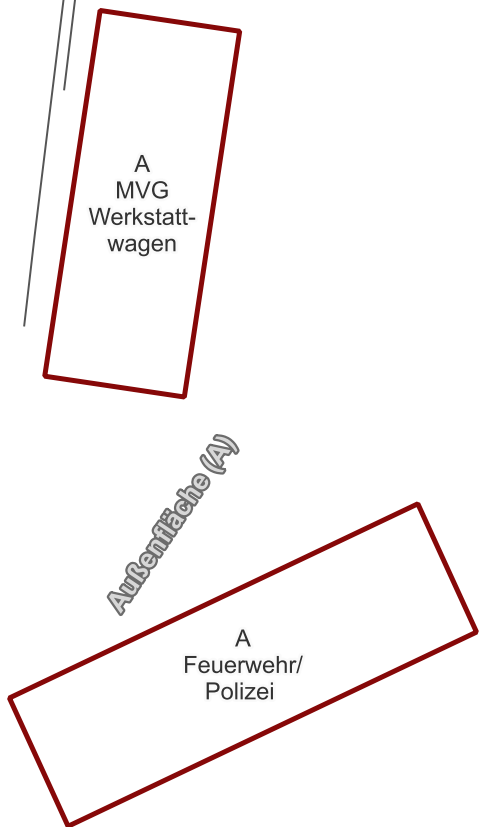 A
MVG
Werkstatt-
wagen
Außenfläche (A)
A
Feuerwehr/
Polizei